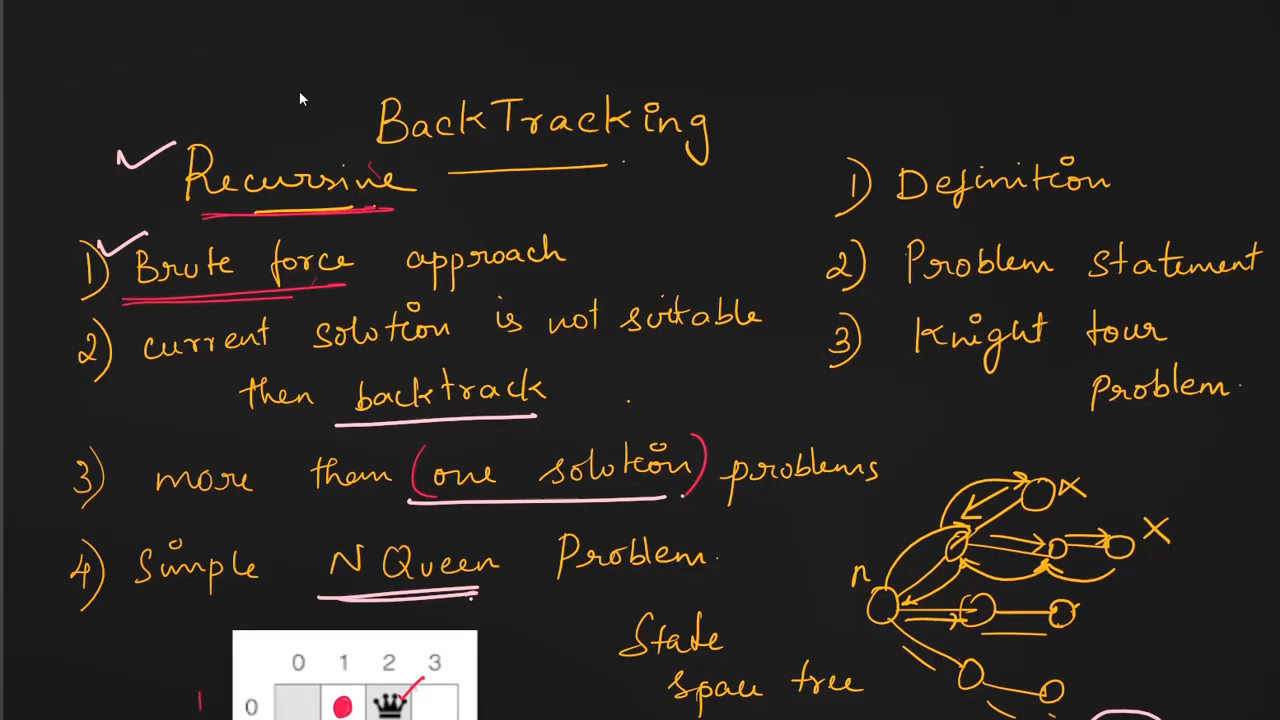 BackTracking
Recursive
1) Brute force approach
2) current solution is not suitable
then backtrack
3) more them (one solution) problems
4) Simple N Queen Problem.
1) Definition
2) Problem statement
3) Knight tour
Problem.
n
State
space tree
0 1 2 3
0